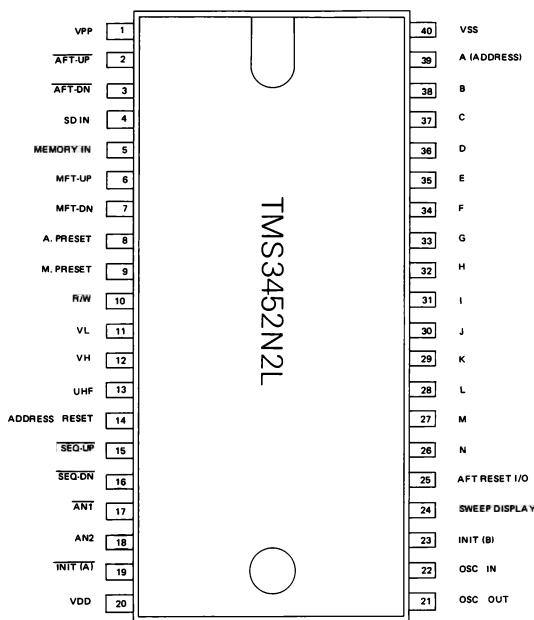 VPP 1
AFT-UP 2
AFT-DN 3
SD IN 4
MEMORY IN 5
MFT-UP 6
MFT-DN 7
A. PRESET 8
M. PRESET 9
R/W 10
VL 11
VH 12
UHF 13
ADDRESS RESET 14
SEQ-UP 15
SEQ-DN 16
AN1 17
AN2 18
INIT (A) 19
VDD 20
TMS3452N2L
40 VSS
39 A (ADDRESS)
38 B
37 C
36 D
35 E
34 F
33 G
32 H
31 I
30 J
29 K
28 L
27 M
26 N
25 AFT RESET I/O
24 SWEEP DISPLAY
23 INIT (B)
22 OSC IN
21 OSC OUT